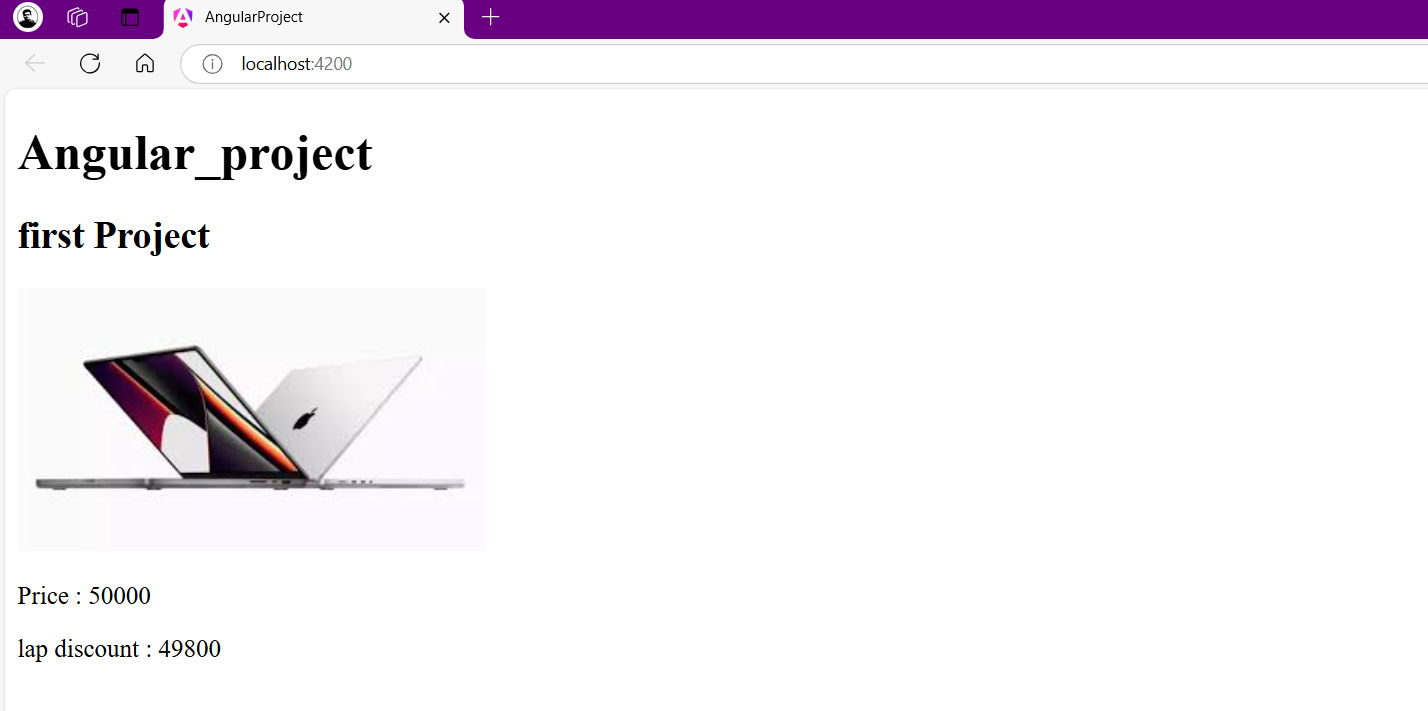 AngularProject
localhost:4200
Angular_project
first Project
Price : 50000
lap discount : 49800